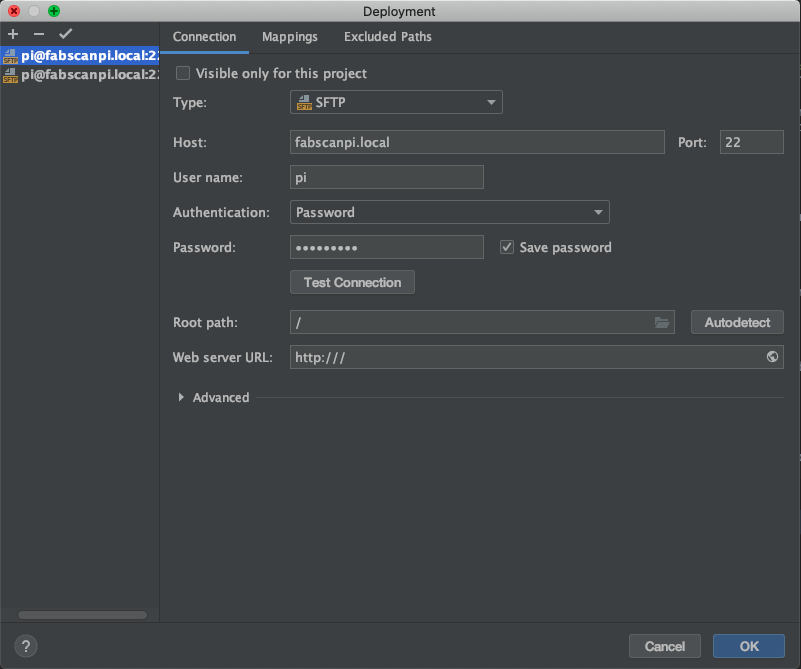 Deployment
Connection Mappings Excluded Paths
pi@fabscanpi.local:22
pi@fabscanpi.local:22
Visible only for this project
Type: SFTP
Host: fabscanpi.local Port: 22
User name: pi
Authentication: Password
Password: ••••••••• Save password
Test Connection
Root path: / Autodetect
Web server URL: http:///
Advanced
? Cancel OK